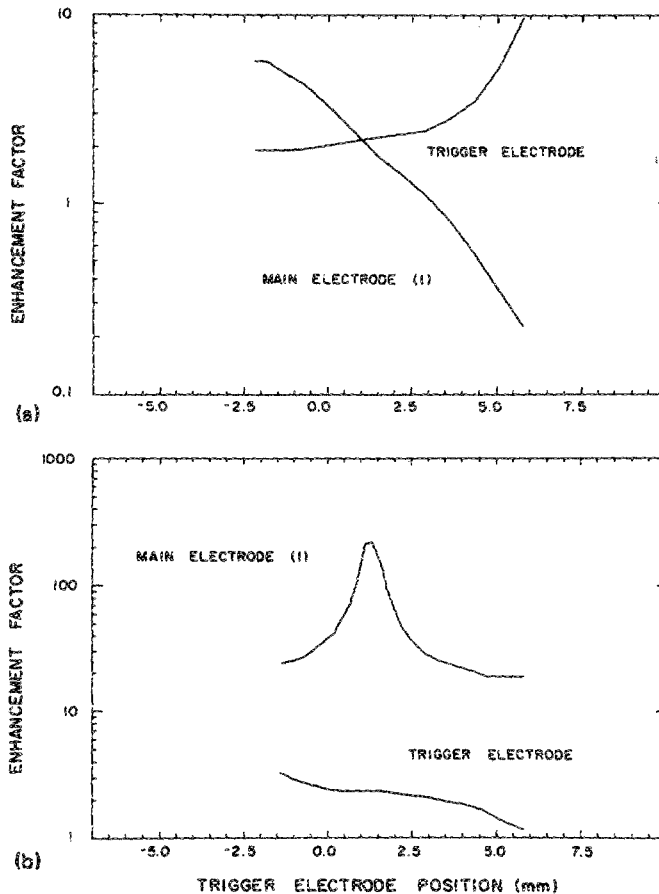 10
1
0.1
ENHANCEMENT FACTOR
TRIGGER ELECTRODE
MAIN ELECTRODE (1)
(a)
-5.0 -2.5 0.0 2.5 5.0 7.5
1000
100
10
1
ENHANCEMENT FACTOR
MAIN ELECTRODE (1)
TRIGGER ELECTRODE
(b)
-5.0 -2.5 0.0 2.5 5.0 7.5
TRIGGER ELECTRODE POSITION (mm)